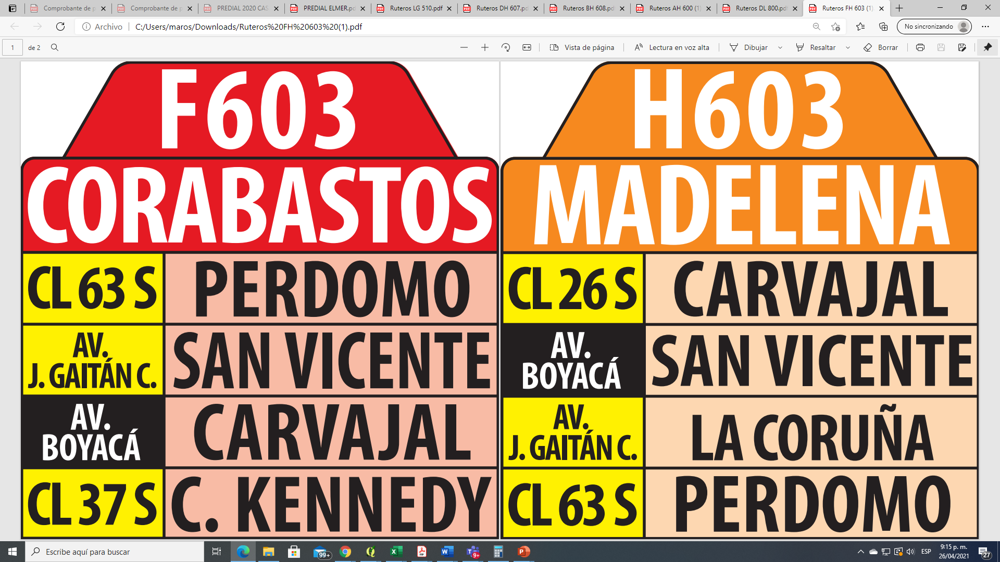 Comprobante de p
Comprobante de p
PREDIAL 2020 CAS
PREDIAL ELMER.pd
Ruteros LG 510.pdf
Ruteros DH 607.pd
Ruteros BH 608.pd
Ruteros AH 600 (1)
Ruteros DL 800.pdf
Ruteros FH 603 (1)
Archivo
C:/Users/maros/Downloads/Ruteros%20FH%20603%20(1).pdf
No sincronizando
1 de 2
Vista de página
Lectura en voz alta
Dibujar
Resaltar
Borrar
F603
CORABASTOS
CL 63 S PERDOMO
AV. J. GAITÁN C. SAN VICENTE
AV. BOYACÁ CARVAJAL
CL 37 S C. KENNEDY
H603
MADELENA
CL 26 S CARVAJAL
AV. BOYACÁ SAN VICENTE
AV. J. GAITÁN C. LA CORUÑA
CL 63 S PERDOMO
Escribe aquí para buscar
99+
9+
ESP
9:15 p. m.
26/04/2021
27